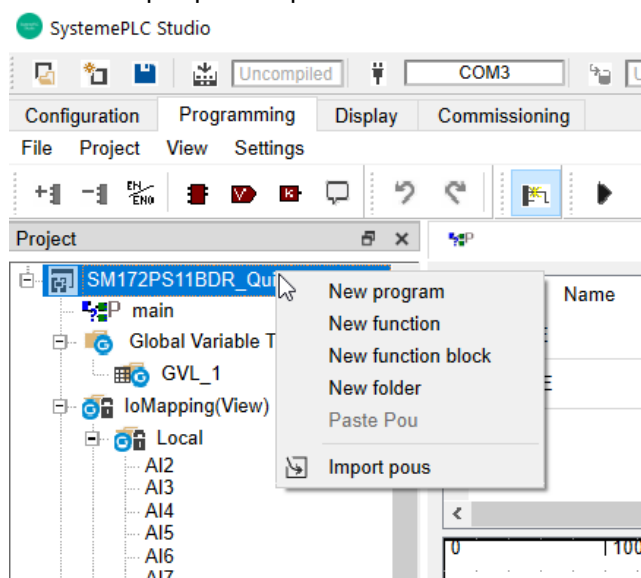 SystemePLC Studio
Uncompiled
COM3
Configuration Programming Display Commissioning
File Project View Settings
EN/ENO
V K
Project
P
SM172PS11BDR_Qui
New program
Name
main
New function
Global Variable T
New function block
GVL_1
New folder
IoMapping(View)
Paste Pou
Local
AI2
Import pous
AI3
AI4
AI5
0 100
AI6
AI7